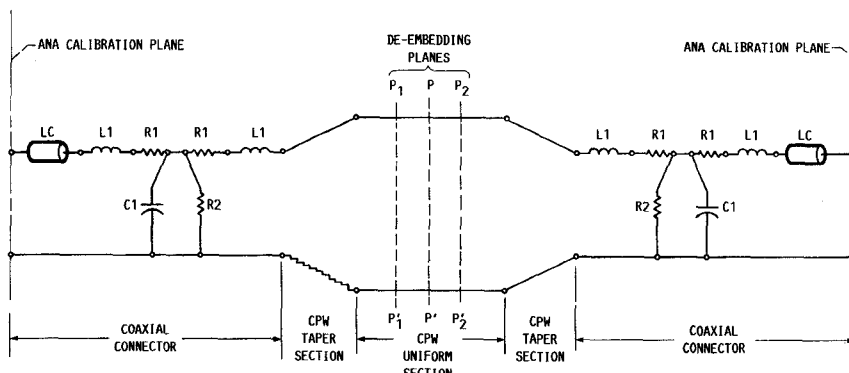 ANA CALIBRATION PLANE
DE-EMBEDDING
PLANES
ANA CALIBRATION PLANE
P1 P P2
LC L1 R1 R1 L1
L1 R1 R1 L1 LC
C1 R2
R2 C1
P'1 P' P'2
COAXIAL
CONNECTOR
CPW
TAPER
SECTION
CPW
UNIFORM
SECTION
CPW
TAPER
SECTION
COAXIAL
CONNECTOR